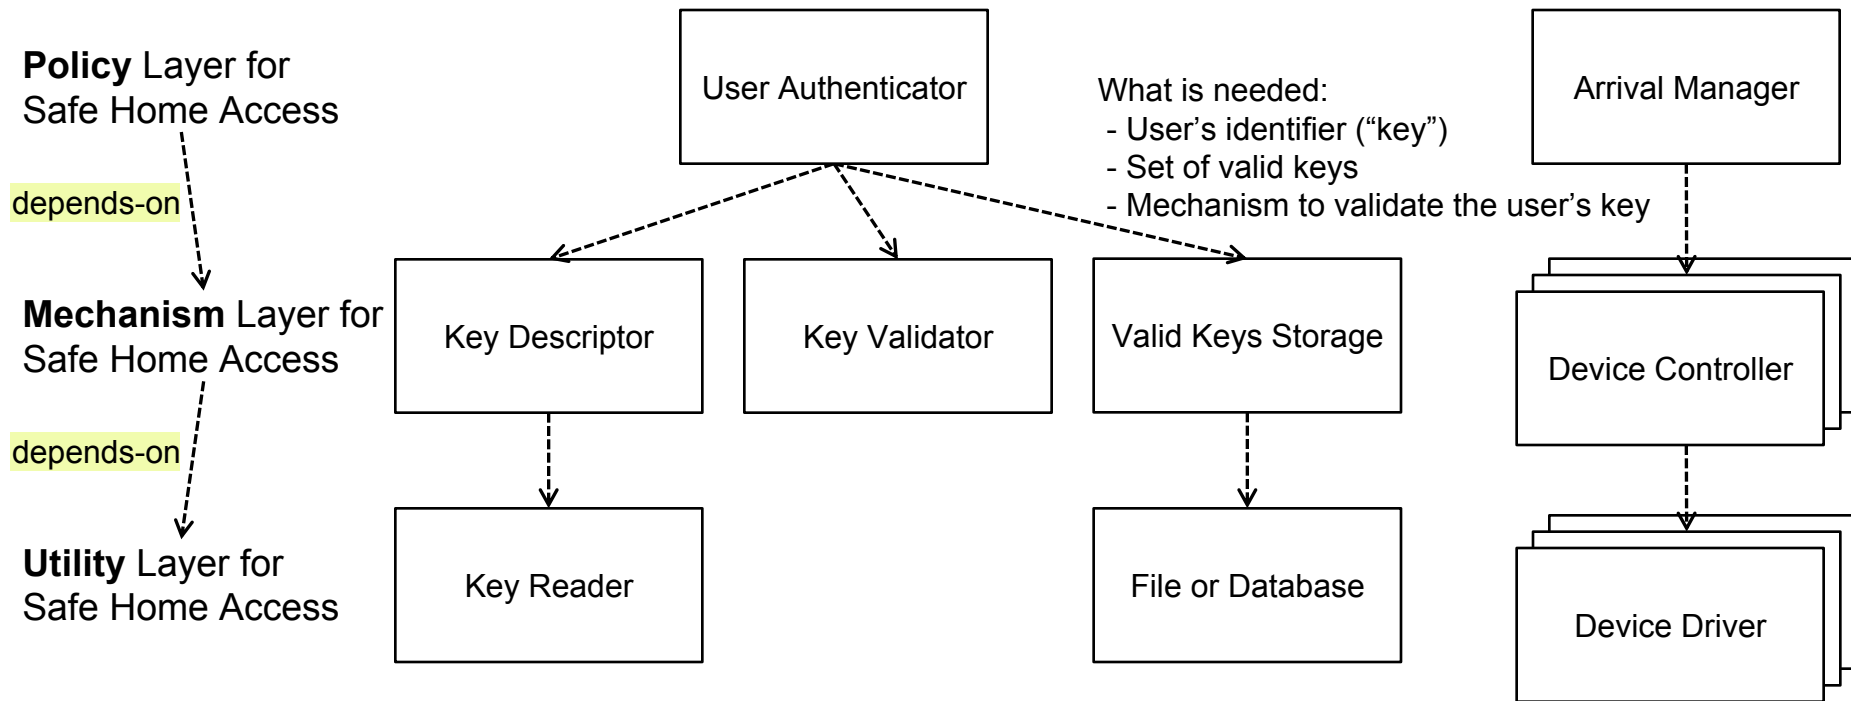 Policy Layer for
Safe Home Access
depends-on
Mechanism Layer for
Safe Home Access
depends-on
Utility Layer for
Safe Home Access
User Authenticator
What is needed:
- User’s identifier (“key”)
- Set of valid keys
- Mechanism to validate the user’s key
Arrival Manager
Key Descriptor
Key Validator
Valid Keys Storage
Device Controller
Key Reader
File or Database
Device Driver